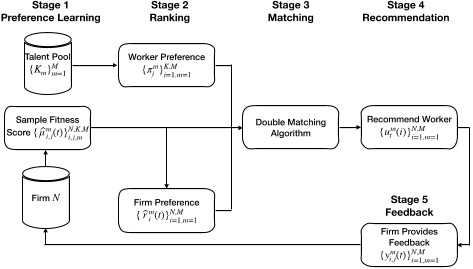 Stage 1
Preference Learning
Stage 2
Ranking
Stage 3
Matching
Stage 4
Recommendation
Talent Pool
{K_m}_{m=1}^{M}
Worker Preference
{π_j^m}_{i=1,m=1}^{K,M}
Sample Fitness
Score {μ̂_{i,j}^m(t)}_{i,j,m}^{N,K,M}
Double Matching
Algorithm
Recommend Worker
{u_t^m(i)}_{i=1,m=1}^{N,M}
Firm N
Firm Preference
{r̂_i^m(t)}_{i=1,m=1}^{N,M}
Stage 5
Feedback
Firm Provides
Feedback
{y_{i,j}^m(t)}_{i=1,m=1}^{N,M}